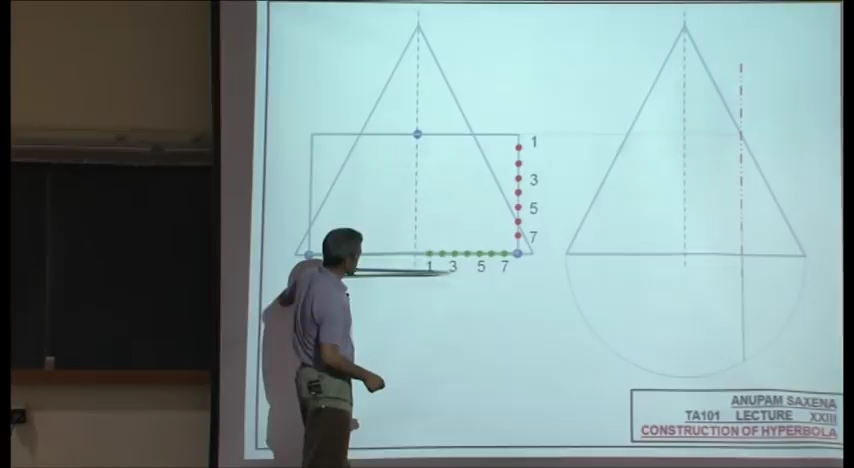 1
3
5
7
1 3 5 7
ANUPAM SAXENA
TA101 LECTURE XXIII
CONSTRUCTION OF HYPERBOLA